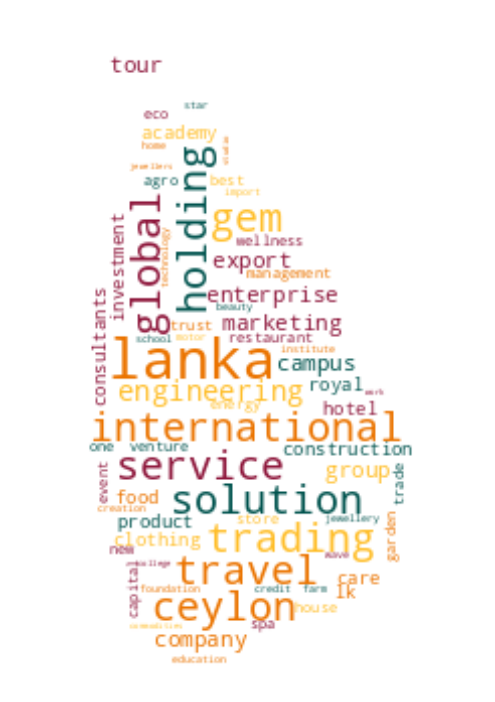 tour
star
eco
academy
home
jewellers
agro
best
import
holding
global
gem
investment
technology
wellness
export
management
enterprise
beauty
consultants
trust
marketing
school
motor
restaurant
institute
lanka
campus
engineering
royal
work
energy
hotel
international
one
venture
construction
service
group
event
trade
food
solution
creation
product
store
jewellery
clothing
trading
garden
new
wave
capital
college
travel
care
foundation
credit
farm
lk
ceylon
house
commodities
spa
company
education